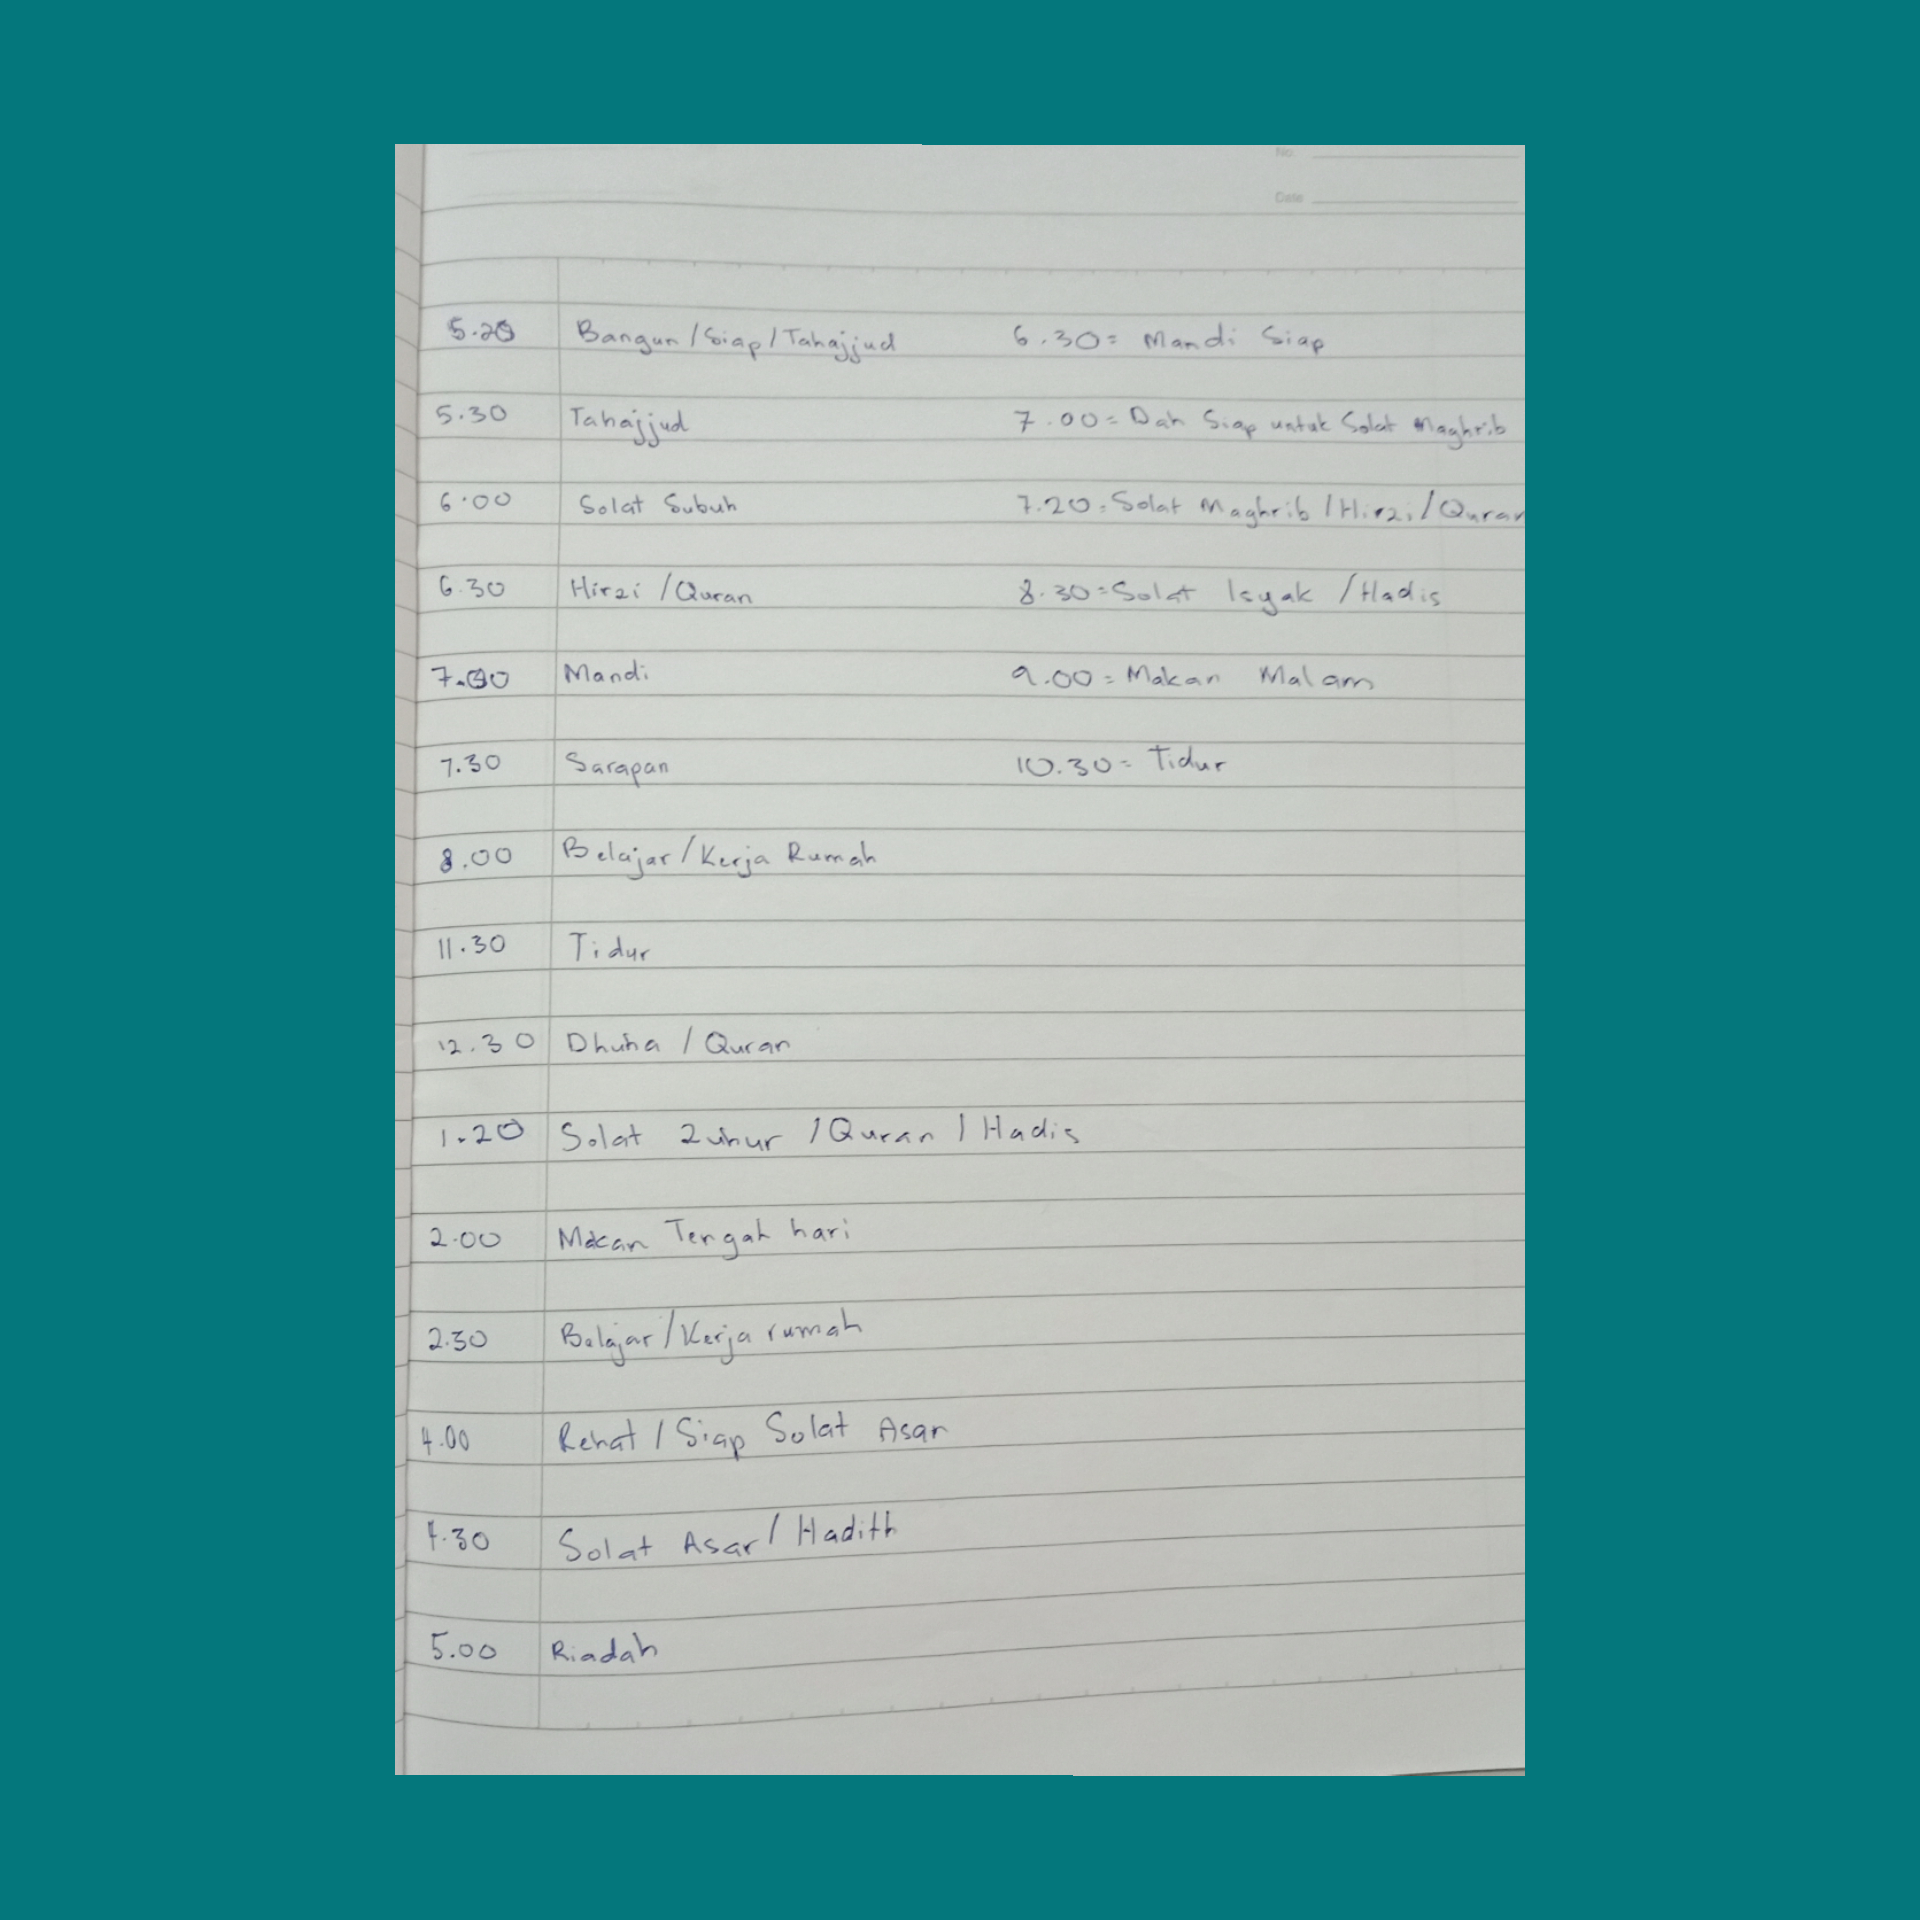 No.
Date
5.20 Bangun / Siap / Tahajjud
5.30 Tahajjud
6.00 Solat Subuh
6.30 Hirzi / Quran
7.00 Mandi
7.30 Sarapan
8.00 Belajar / Kerja Rumah
11.30 Tidur
12.30 Dhuha / Quran
1.20 Solat Zuhur / Quran / Hadis
2.00 Makan Tengah hari
2.30 Belajar / Kerja rumah
4.00 Rehat / Siap Solat Asar
4.30 Solat Asar / Hadith
5.00 Riadah
6.30 = Mandi Siap
7.00 = Dah Siap untuk Solat Maghrib
7.20 = Solat Maghrib / Hirzi / Quran
8.30 = Solat Isyak / Hadis
9.00 = Makan Malam
10.30 = Tidur